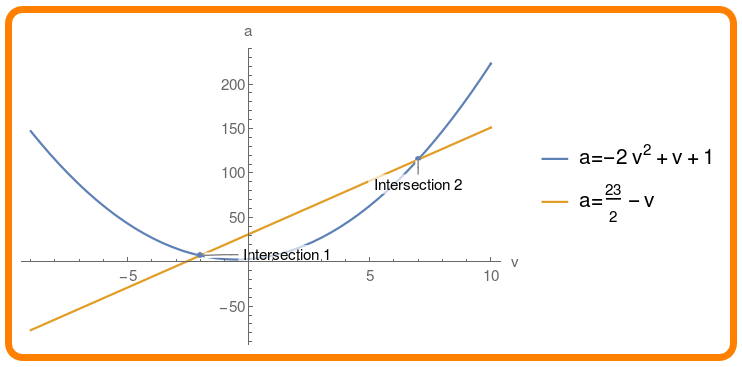 a
200
150
100
50
−50
−5
5
10
v
Intersection 1
Intersection 2
a=−2 v² + v + 1
a=23/2 − v